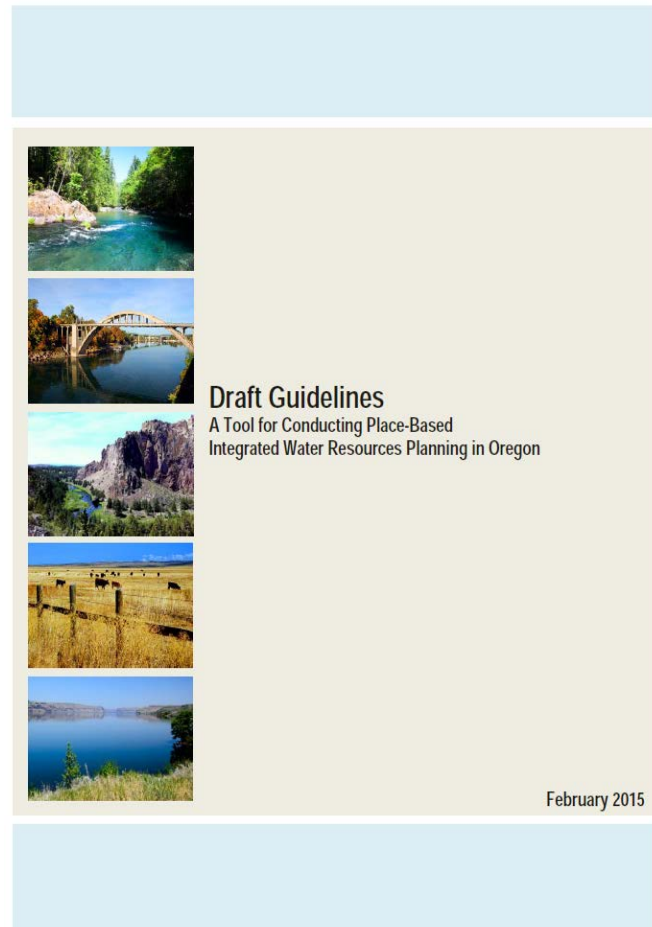 Draft Guidelines
A Tool for Conducting Place-Based
Integrated Water Resources Planning in Oregon
February 2015